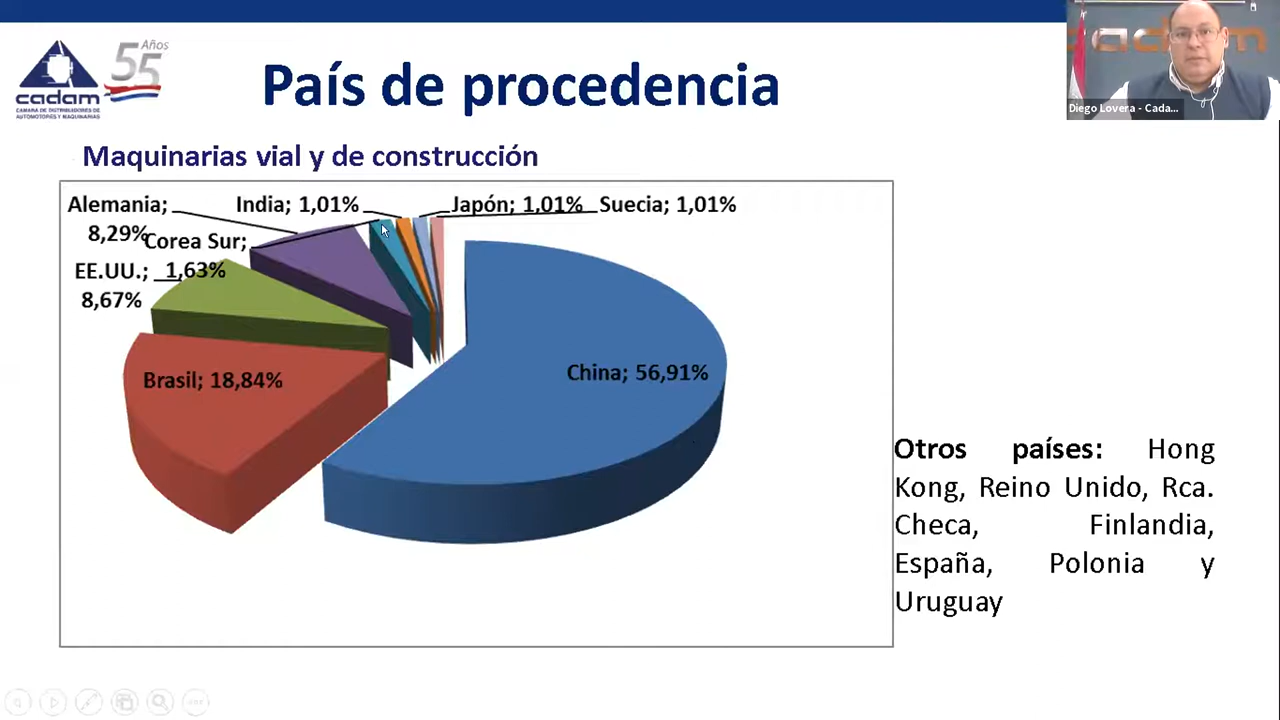 cadam
CÁMARA DE DISTRIBUIDORES DE
AUTOMOTORES Y MAQUINARIAS
55 Años
País de procedencia
cadam
Diego Lovera - Cada...
Maquinarias vial y de construcción
Alemania;
8,29%
India; 1,01%
Japón; 1,01%
Suecia; 1,01%
Corea Sur;
1,63%
EE.UU.;
8,67%
Brasil; 18,84%
China; 56,91%
Otros países: Hong
Kong, Reino Unido, Rca.
Checa, Finlandia,
España, Polonia y
Uruguay